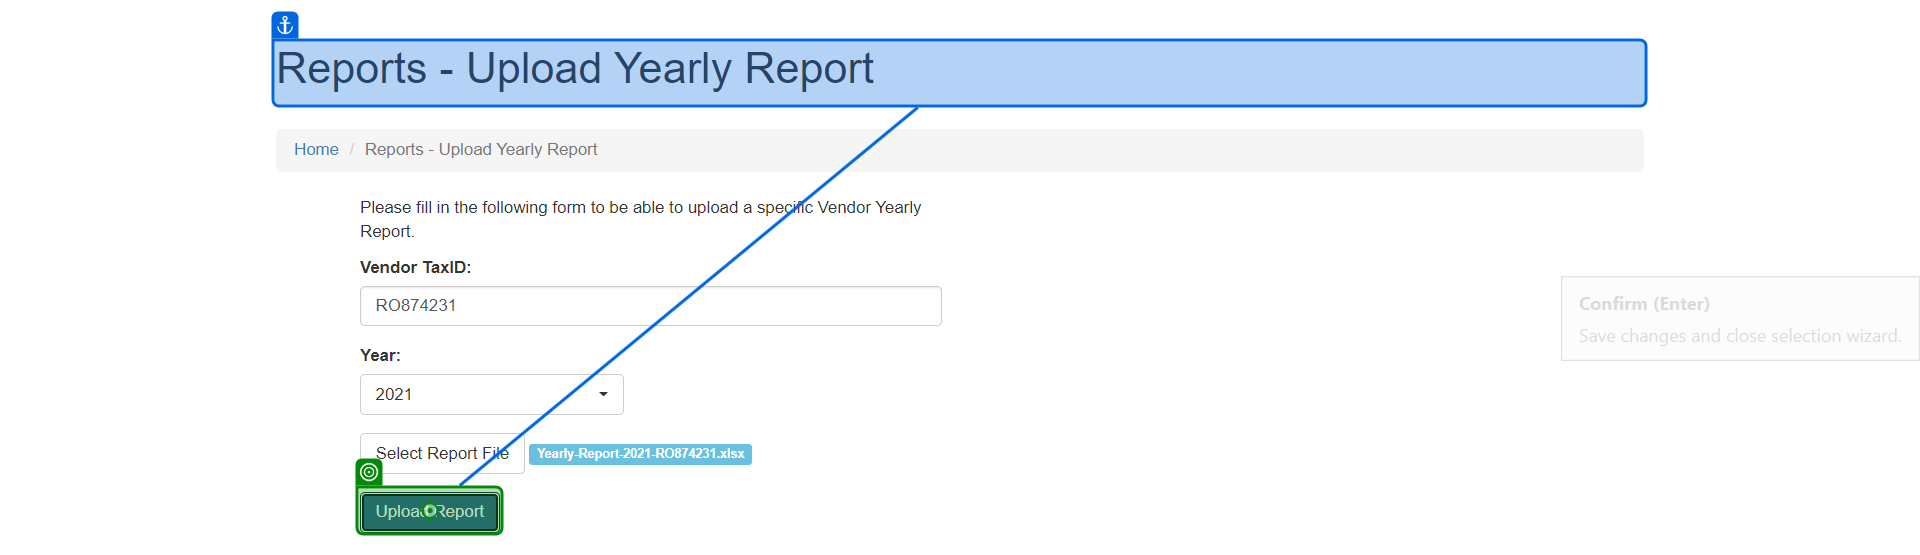 Reports - Upload Yearly Report
Home / Reports - Upload Yearly Report
Please fill in the following form to be able to upload a specific Vendor Yearly
Report.
Vendor TaxID:
RO874231
Confirm (Enter)
Save changes and close selection wizard.
Year:
2021
Select Report File Yearly-Report-2021-RO874231.xlsx
Upload Report